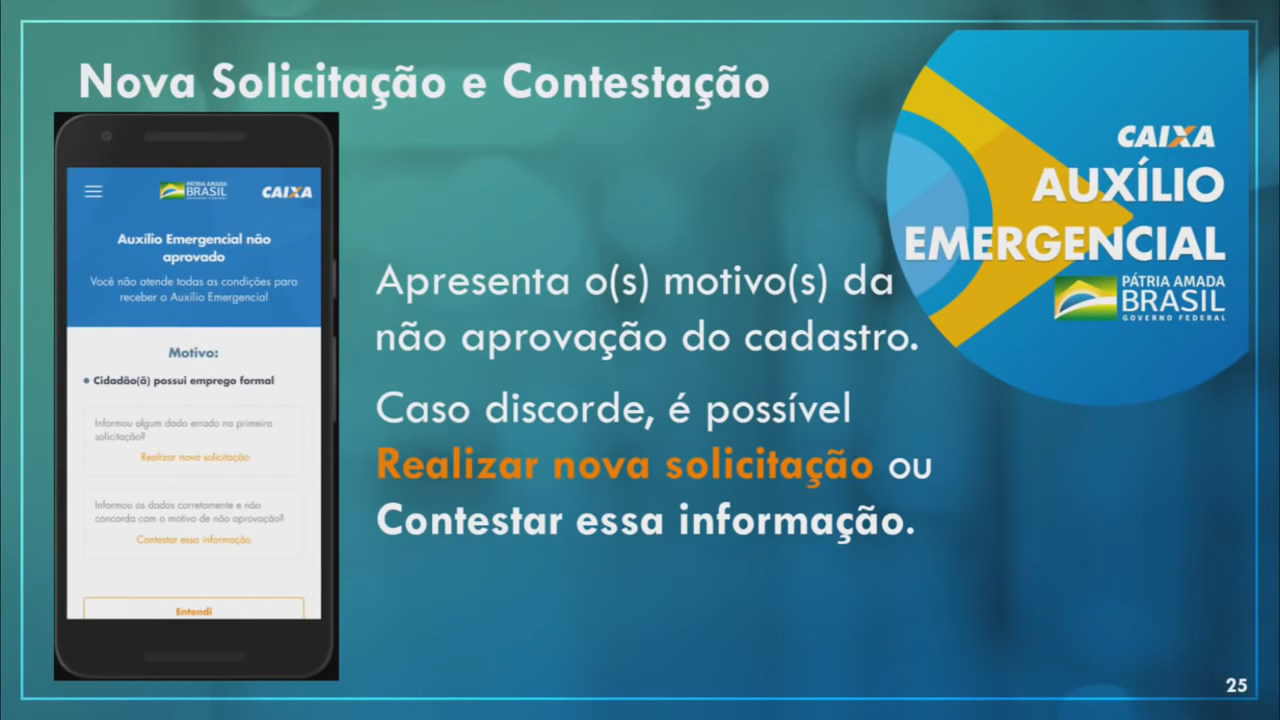 Nova Solicitação e Contestação
CAIXA
AUXÍLIO
EMERGENCIAL
PÁTRIA AMADA
BRASIL
GOVERNO FEDERAL
PÁTRIA AMADA
BRASIL
GOVERNO FEDERAL
CAIXA
Auxílio Emergencial não
aprovado
Você não atende todas as condições para
receber o Auxílio Emergencial
Motivo:
Cidadão(ã) possui emprego formal
Informou algum dado errado na primeira
solicitação?
Realizar nova solicitação
Informou os dados corretamente e não
concorda com o motivo de não aprovação?
Contestar essa informação
Entendi
Apresenta o(s) motivo(s) da
não aprovação do cadastro.
Caso discorde, é possível
Realizar nova solicitação ou
Contestar essa informação.
25